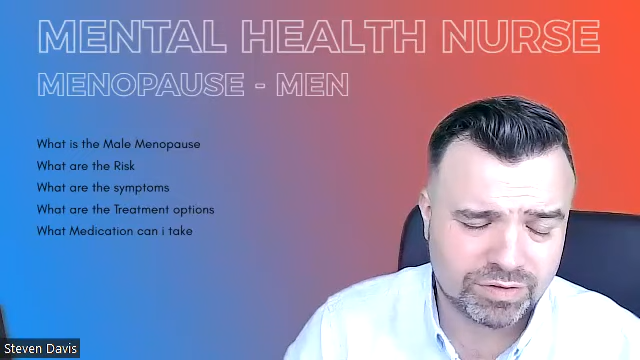 MENTAL HEALTH NURSE
MENOPAUSE - MEN
What is the Male Menopause
What are the Risk
What are the symptoms
What are the Treatment options
What Medication can i take
Steven Davis